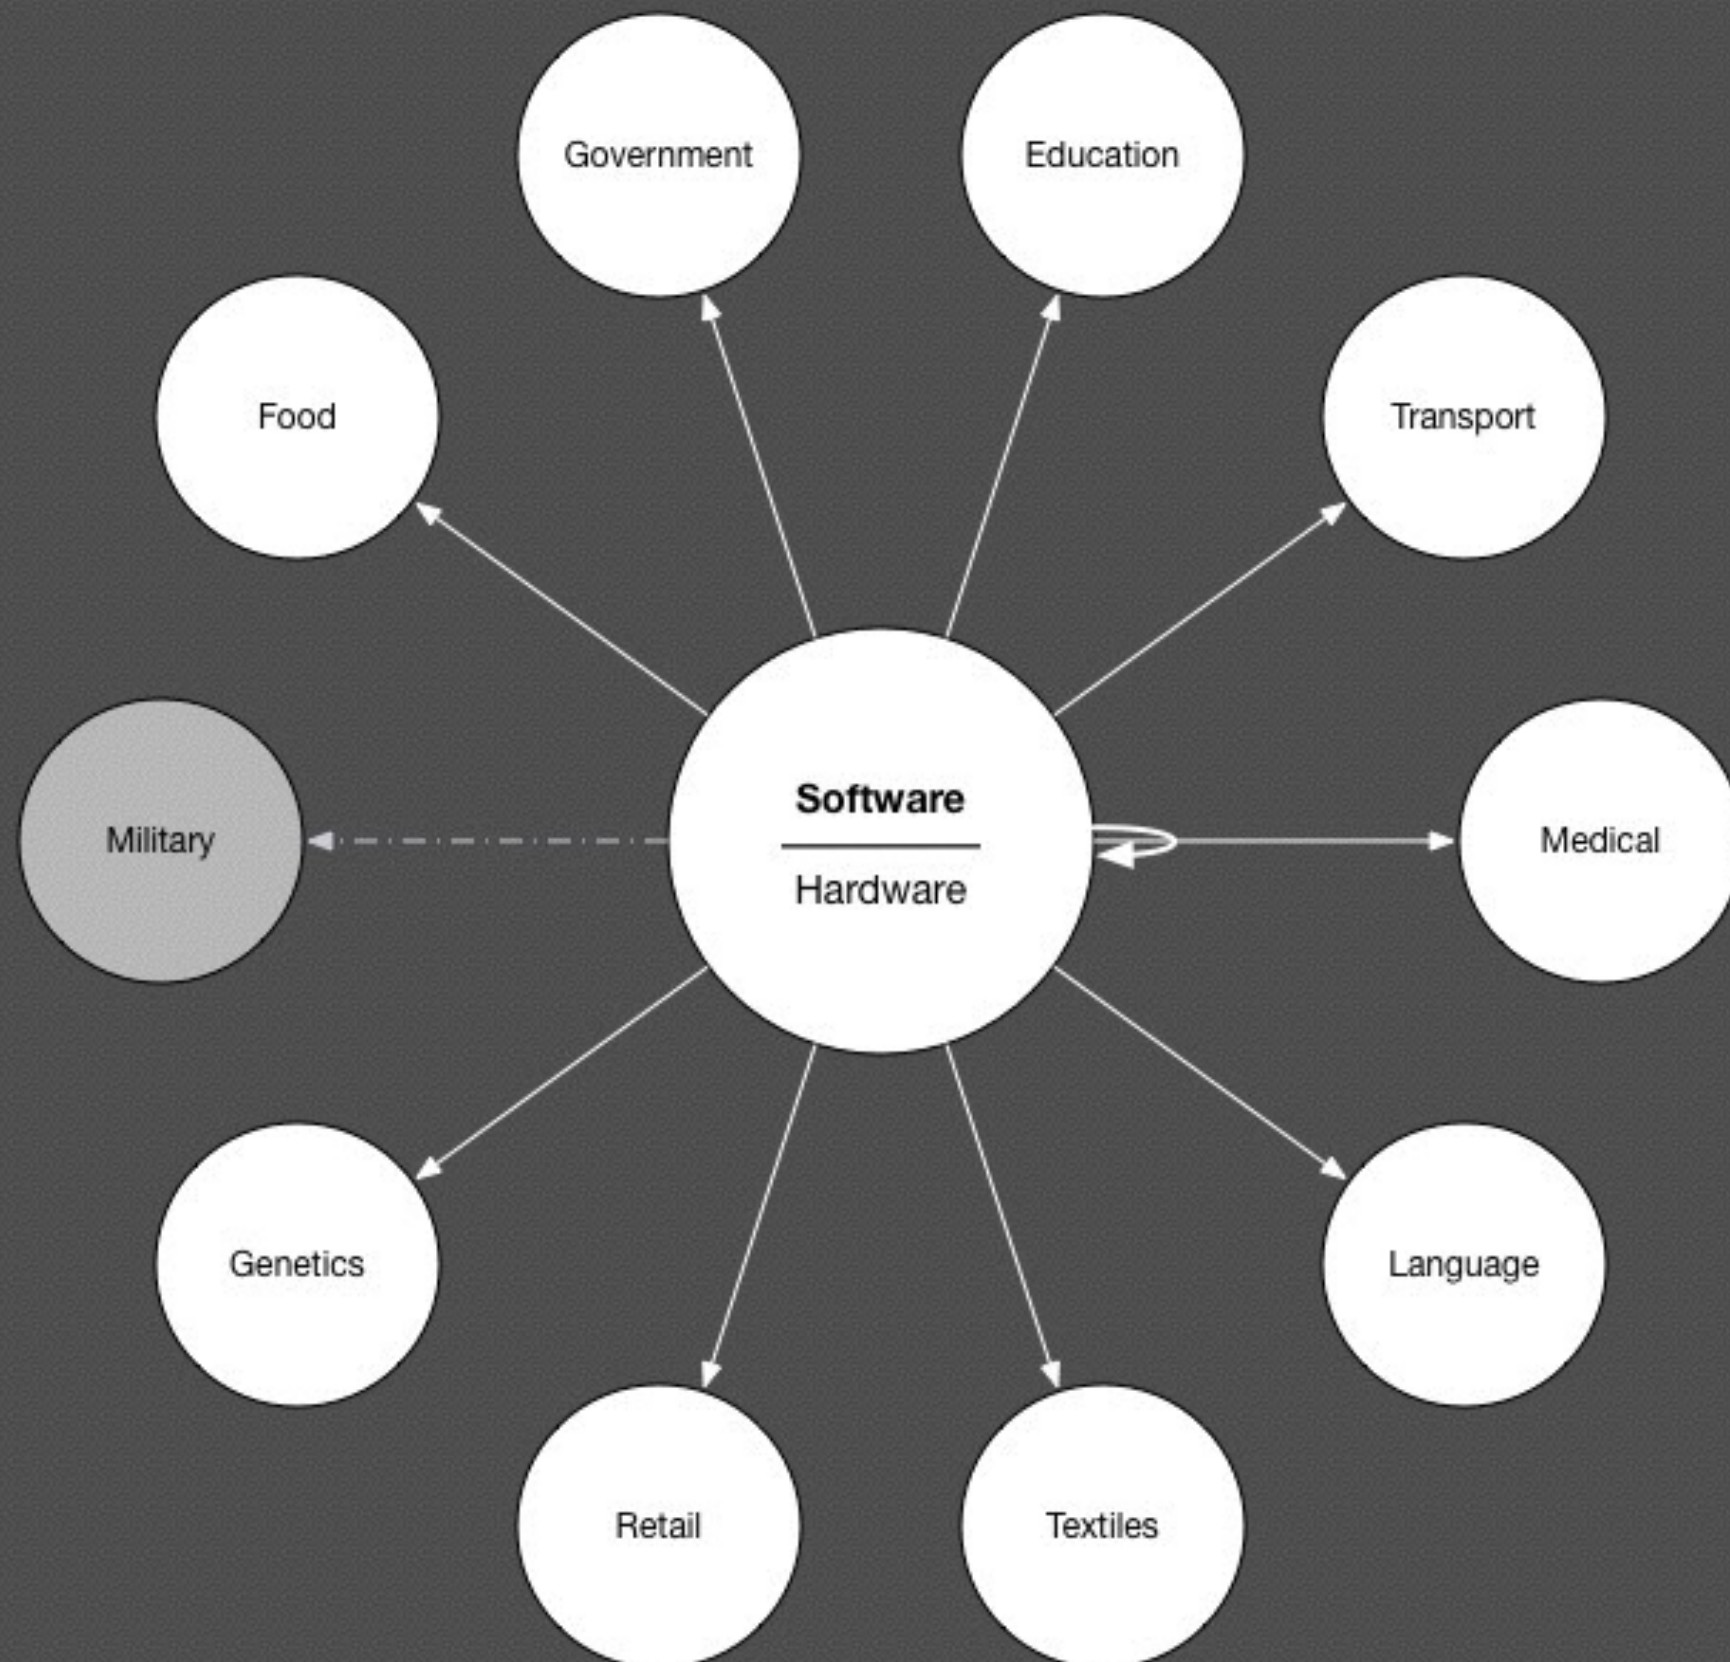 Government
Education
Food
Transport
Military
Software
Hardware
Medical
Genetics
Language
Retail
Textiles